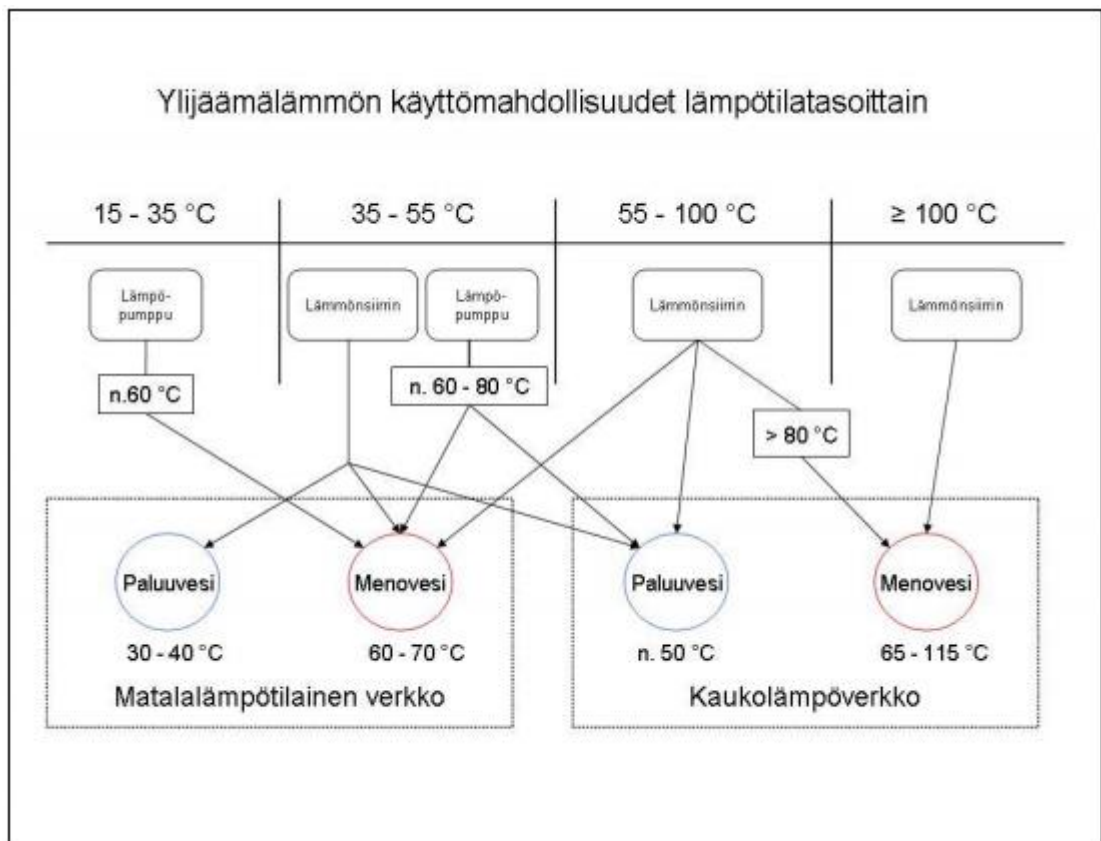 Ylijäämälämmön käyttömahdollisuudet lämpötilatasoittain
15 - 35 °C
35 - 55 °C
55 - 100 °C
≥ 100 °C
Lämpö-
pumppu
Lämmönsiirrin
Lämpö-
pumppu
Lämmönsiirrin
Lämmönsiirrin
n.60 °C
n. 60 - 80 °C
> 80 °C
Paluuvesi
Menovesi
Paluuvesi
Menovesi
30 - 40 °C
60 - 70 °C
n. 50 °C
65 - 115 °C
Matalalämpötilainen verkko
Kaukolämpöverkko